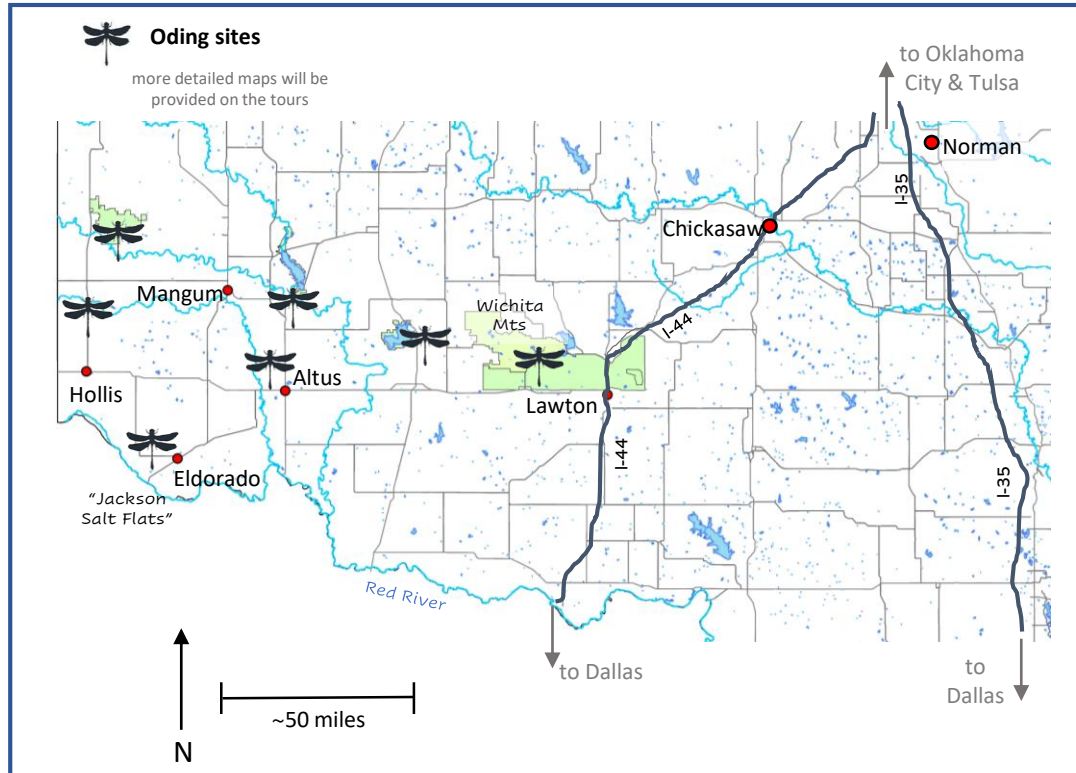 Oding sites
more detailed maps will be
provided on the tours
to Oklahoma
City & Tulsa
Norman
I-35
Chickasaw
Mangum
Wichita
Mts
I-44
Hollis
Altus
Lawton
Eldorado
I-44
I-35
"Jackson
Salt Flats"
Red River
to Dallas
to
Dallas
~50 miles
N